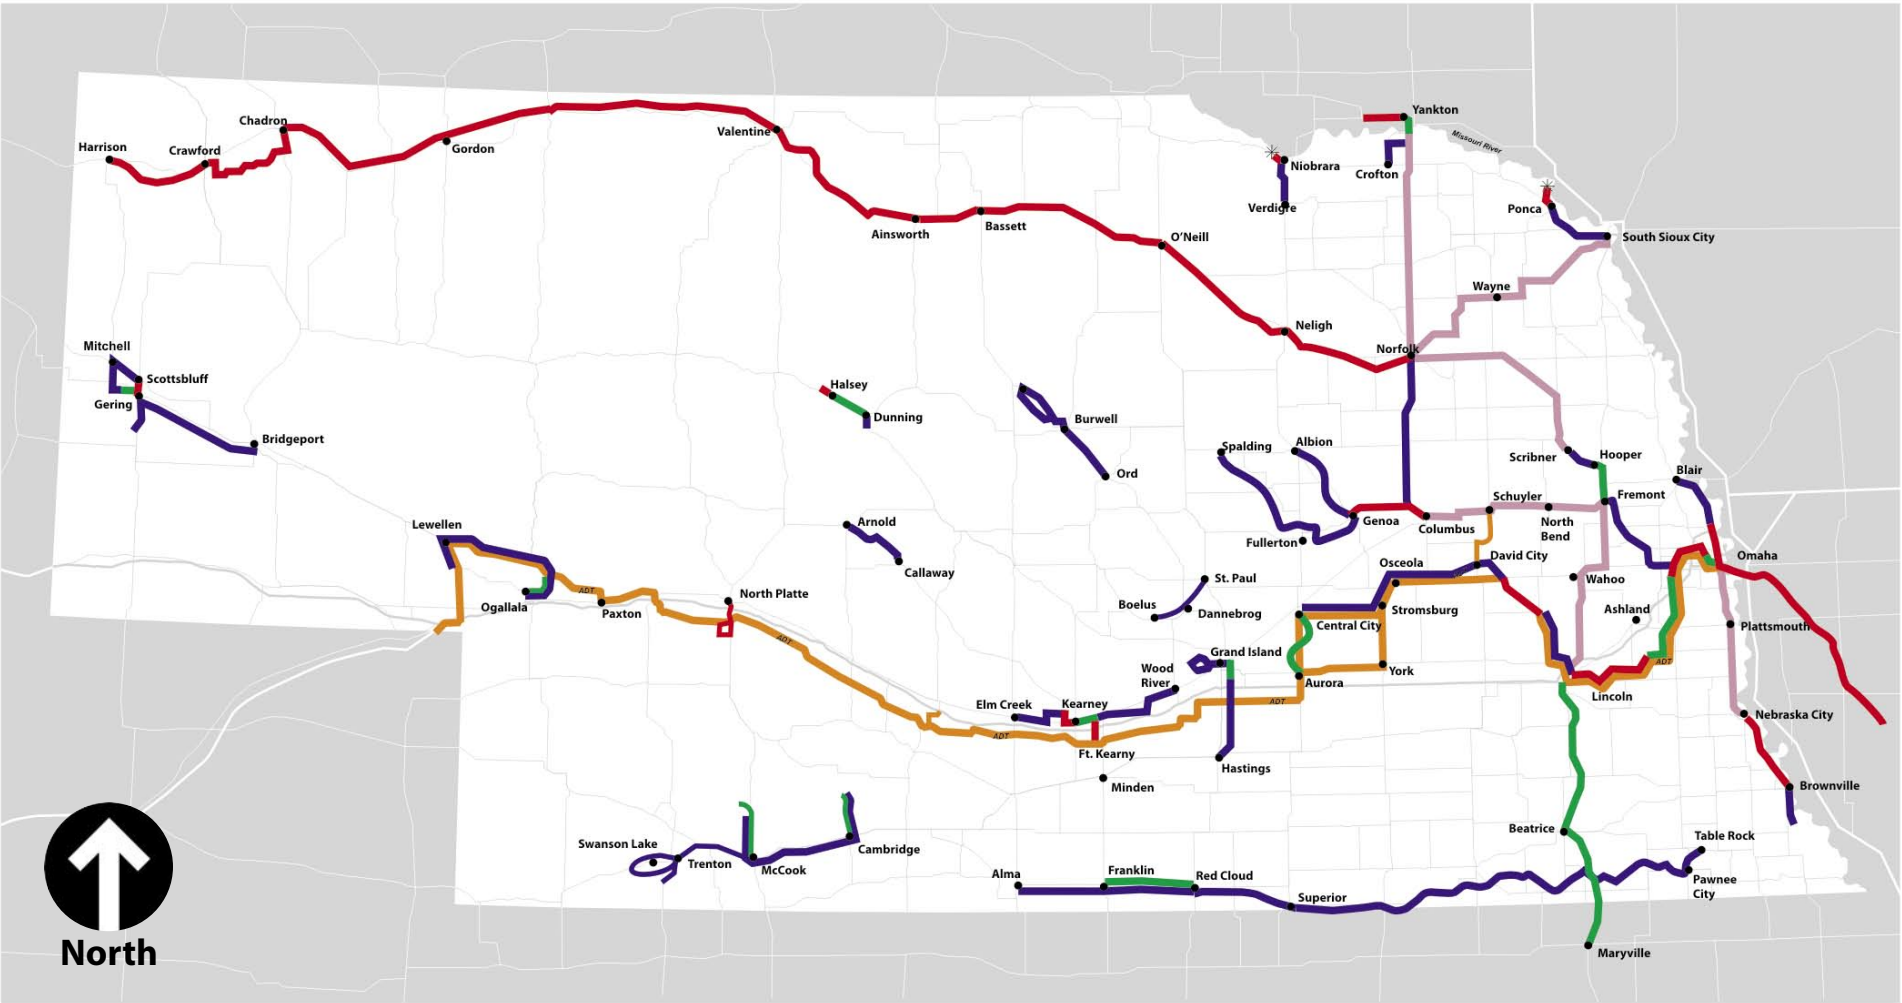 Yankton
Missouri River
Chadron
Valentine
Harrison
Crawford
Gordon
Niobrara
Crofton
Verdigre
Ponca
South Sioux City
Ainsworth
Bassett
O'Neill
Wayne
Neligh
Norfolk
Mitchell
Scottsbluff
Gering
Bridgeport
Halsey
Dunning
Burwell
Ord
Spalding
Albion
Scribner
Hooper
Blair
Fremont
Schuyler
North
Bend
Columbus
Genoa
Fullerton
Lewellen
Arnold
Callaway
Omaha
David City
Osceola
Wahoo
Ashland
Plattsmouth
Stromsburg
St. Paul
Boelus
Dannebrog
Central City
Ogallala
ADT
Paxton
North Platte
ADT
Grand Island
Wood
River
York
Aurora
ADT
Lincoln
Elm Creek
Kearney
ADT
ADT
Ft. Kearny
Hastings
Minden
Nebraska City
Brownville
Beatrice
Table Rock
Pawnee
City
Swanson Lake
Trenton
McCook
Cambridge
Alma
Franklin
Red Cloud
Superior
Maryville
North